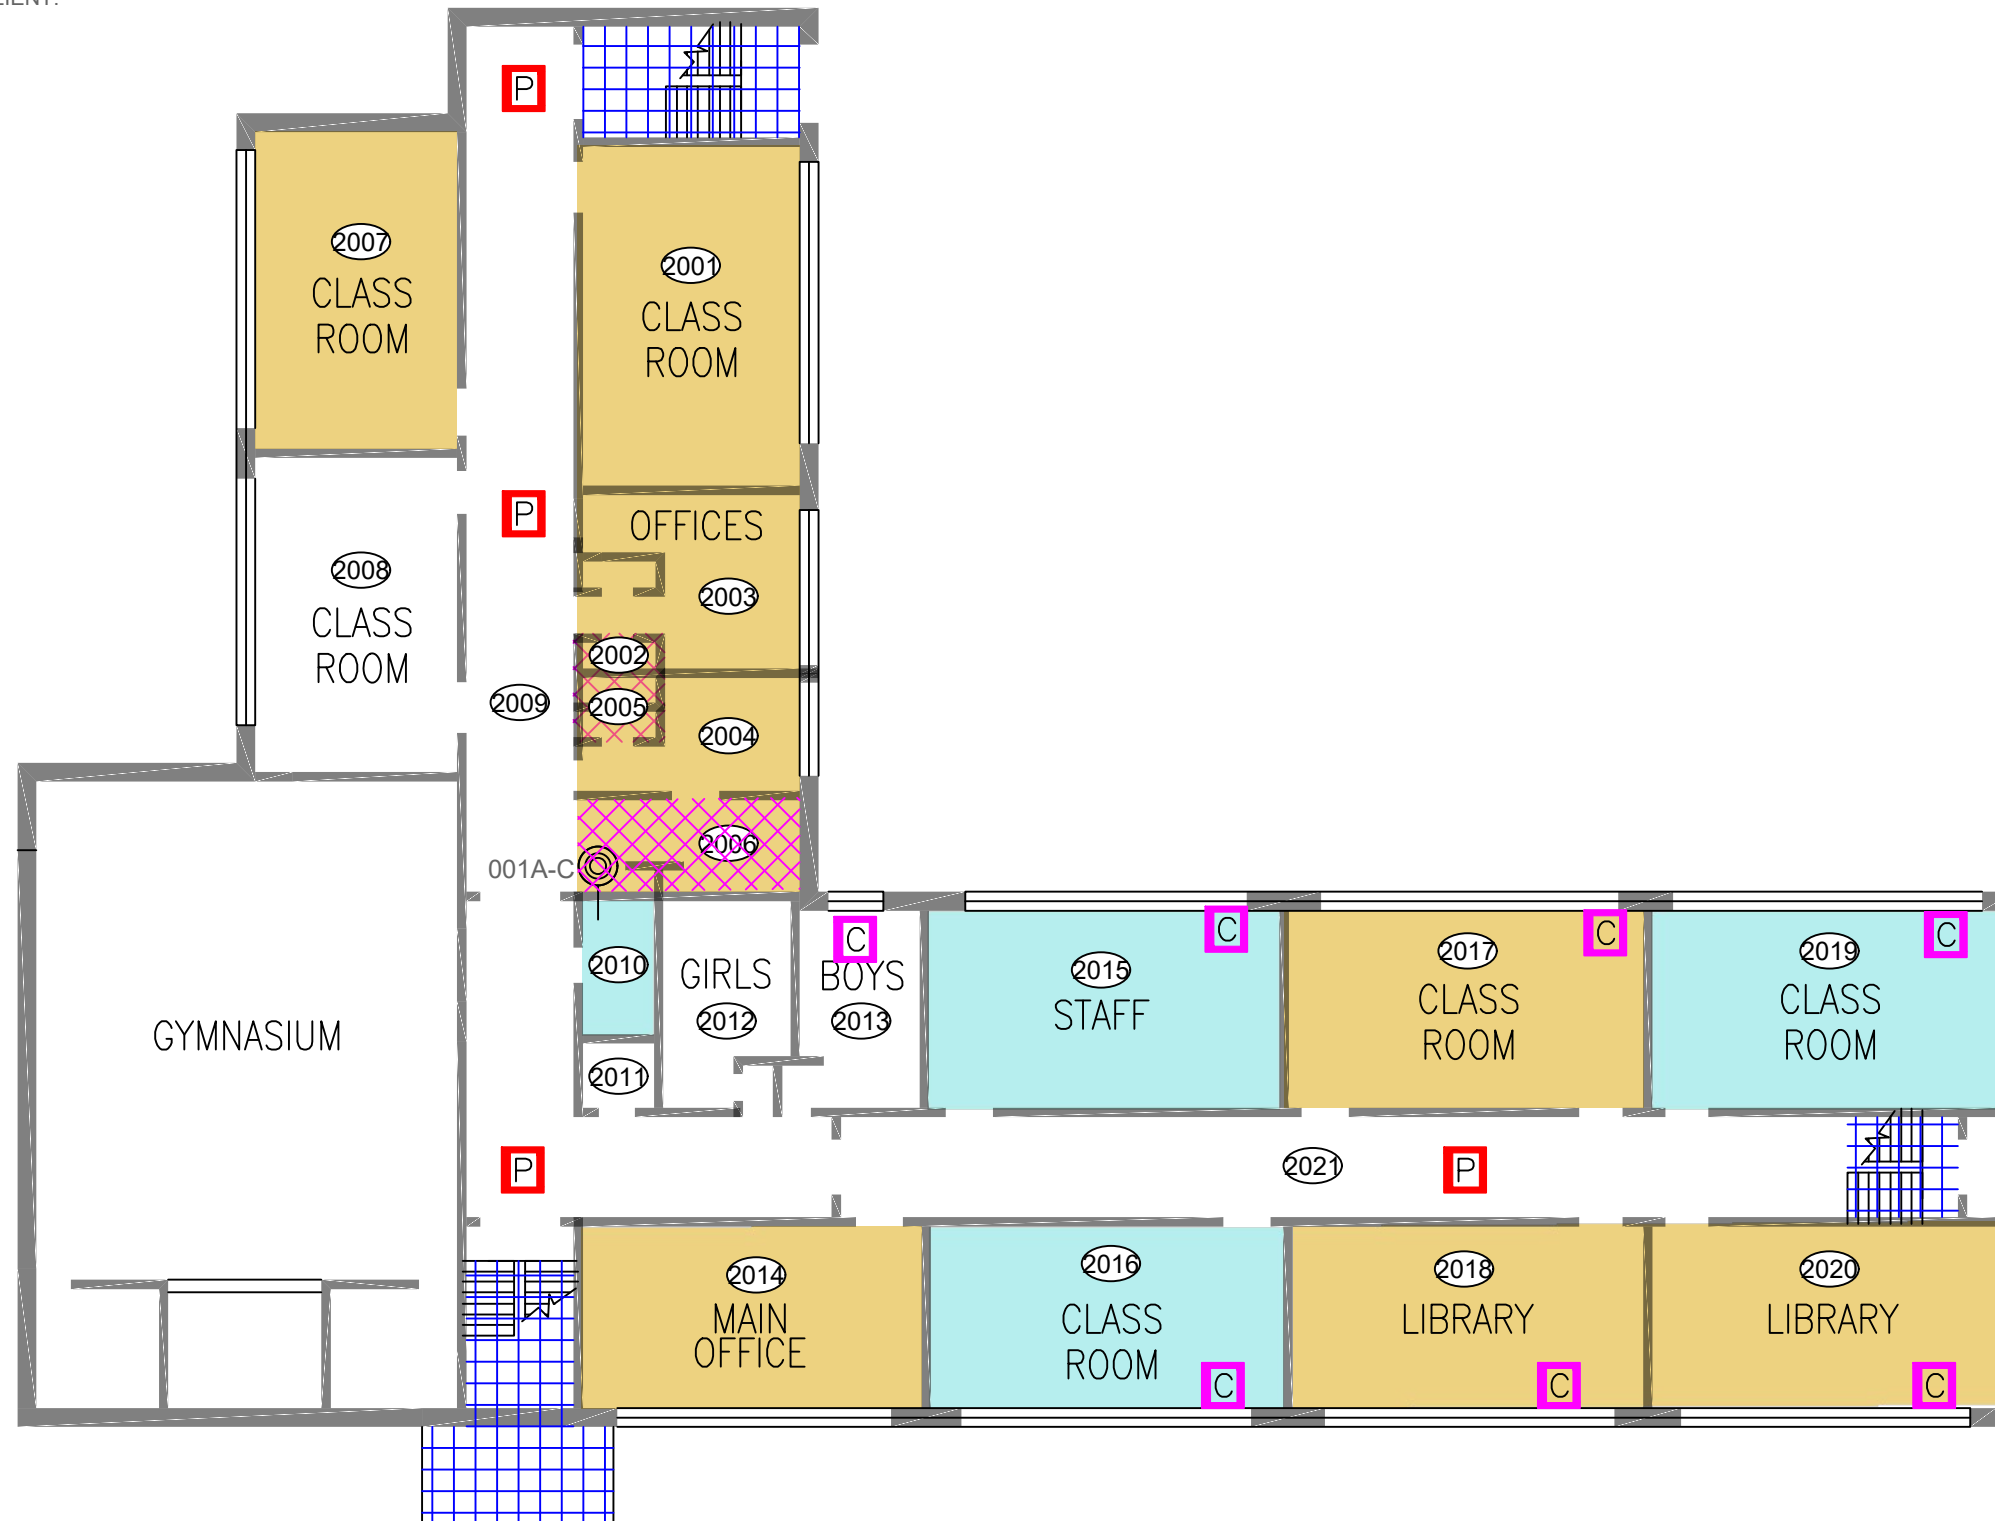 P
2007
CLASS
ROOM
2001
CLASS
ROOM
P
OFFICES
2008
CLASS
ROOM
2003
2002
2009
2005
2004
2006
001A-C
C
C
C
C
2010
GIRLS
2012
BOYS
2013
2015
STAFF
2017
CLASS
ROOM
2019
CLASS
ROOM
GYMNASIUM
2011
P
2021
P
2014
MAIN
OFFICE
2016
CLASS
ROOM
2018
LIBRARY
2020
LIBRARY
C
C
C